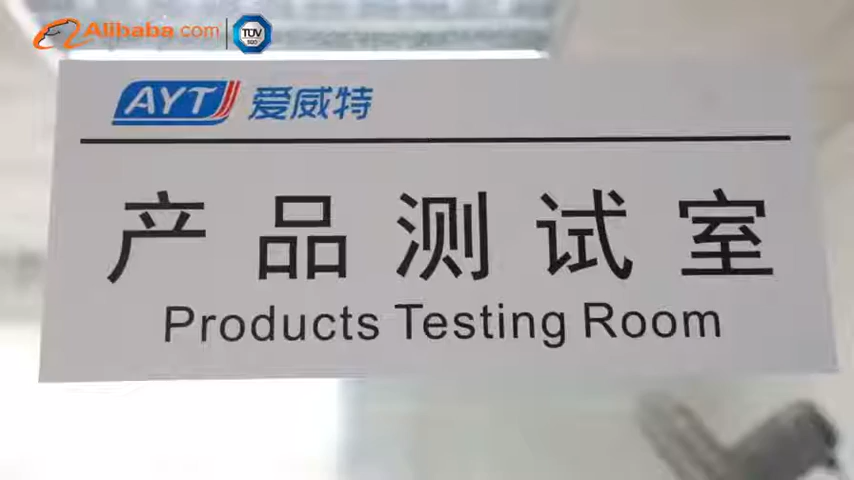 Alibaba.com
TÜV
AYT 爱威特
产品测试室
Products Testing Room